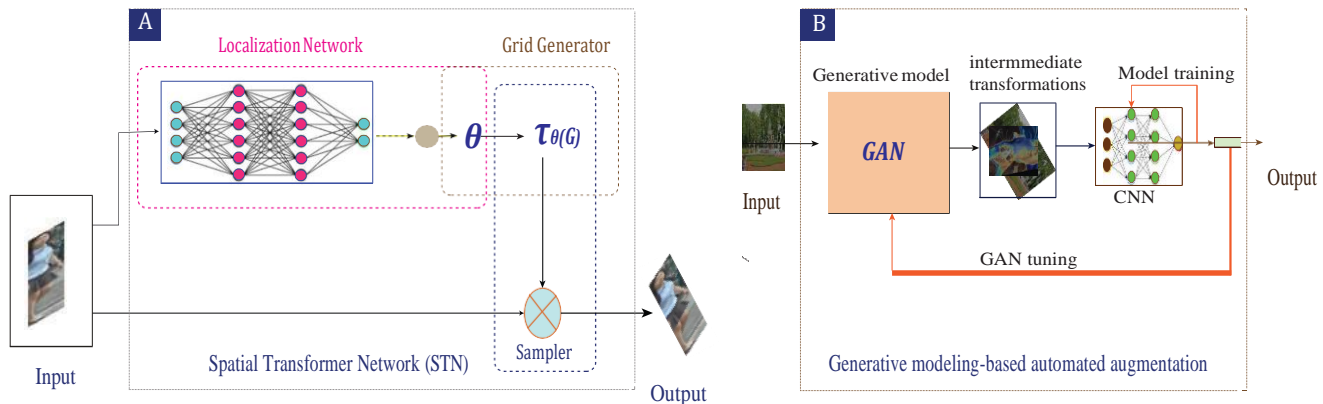 A
Localization Network
Grid Generator
θ
τθ(G)
Sampler
Spatial Transformer Network (STN)
Input
Output
B
Generative model
intermmediate
transformations
Model training
GAN
CNN
Input
Output
GAN tuning
Generative modeling-based automated augmentation